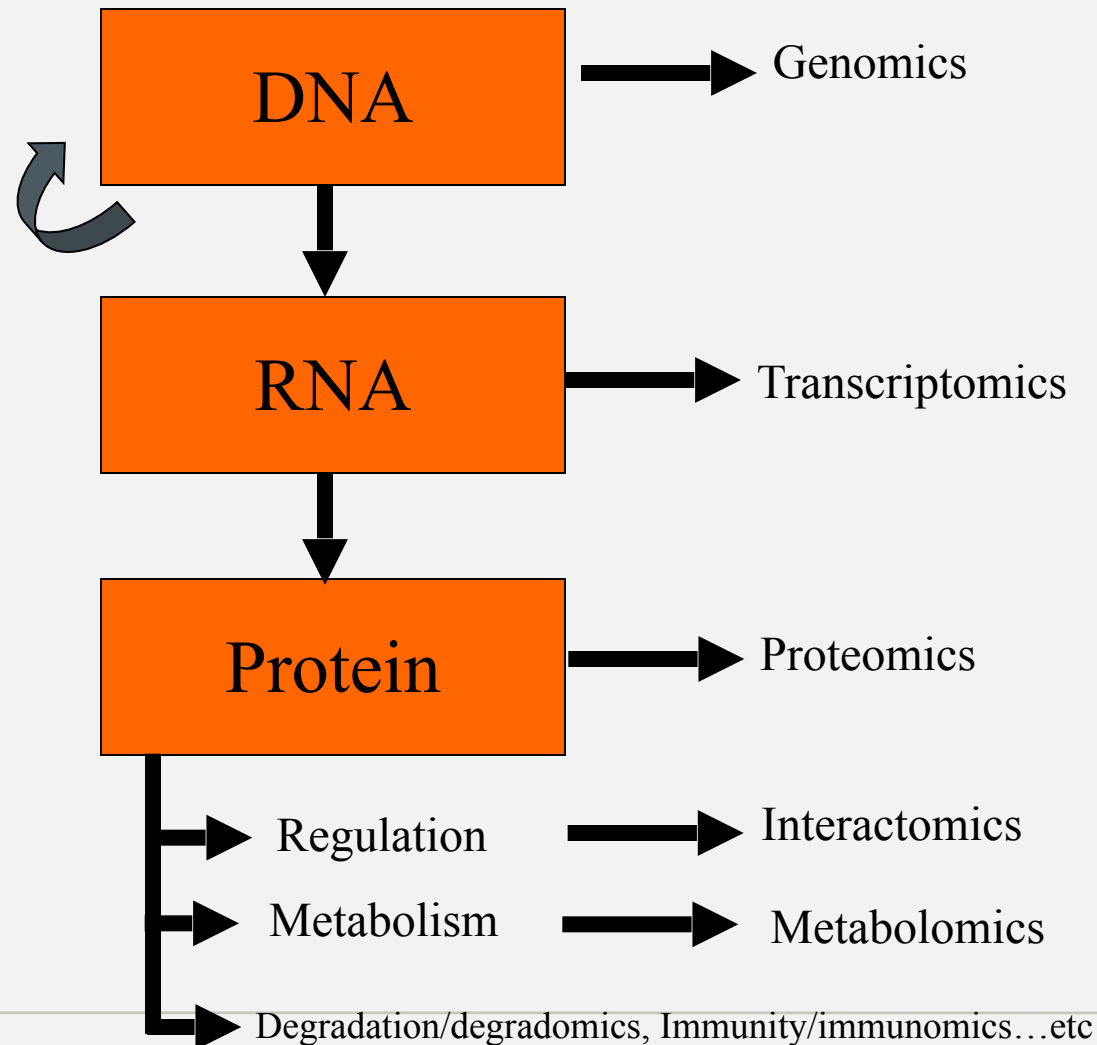 DNA
Genomics
RNA
Transcriptomics
Protein
Proteomics
Regulation
Interactomics
Metabolism
Metabolomics
Degradation/degradomics, Immunity/immunomics…etc